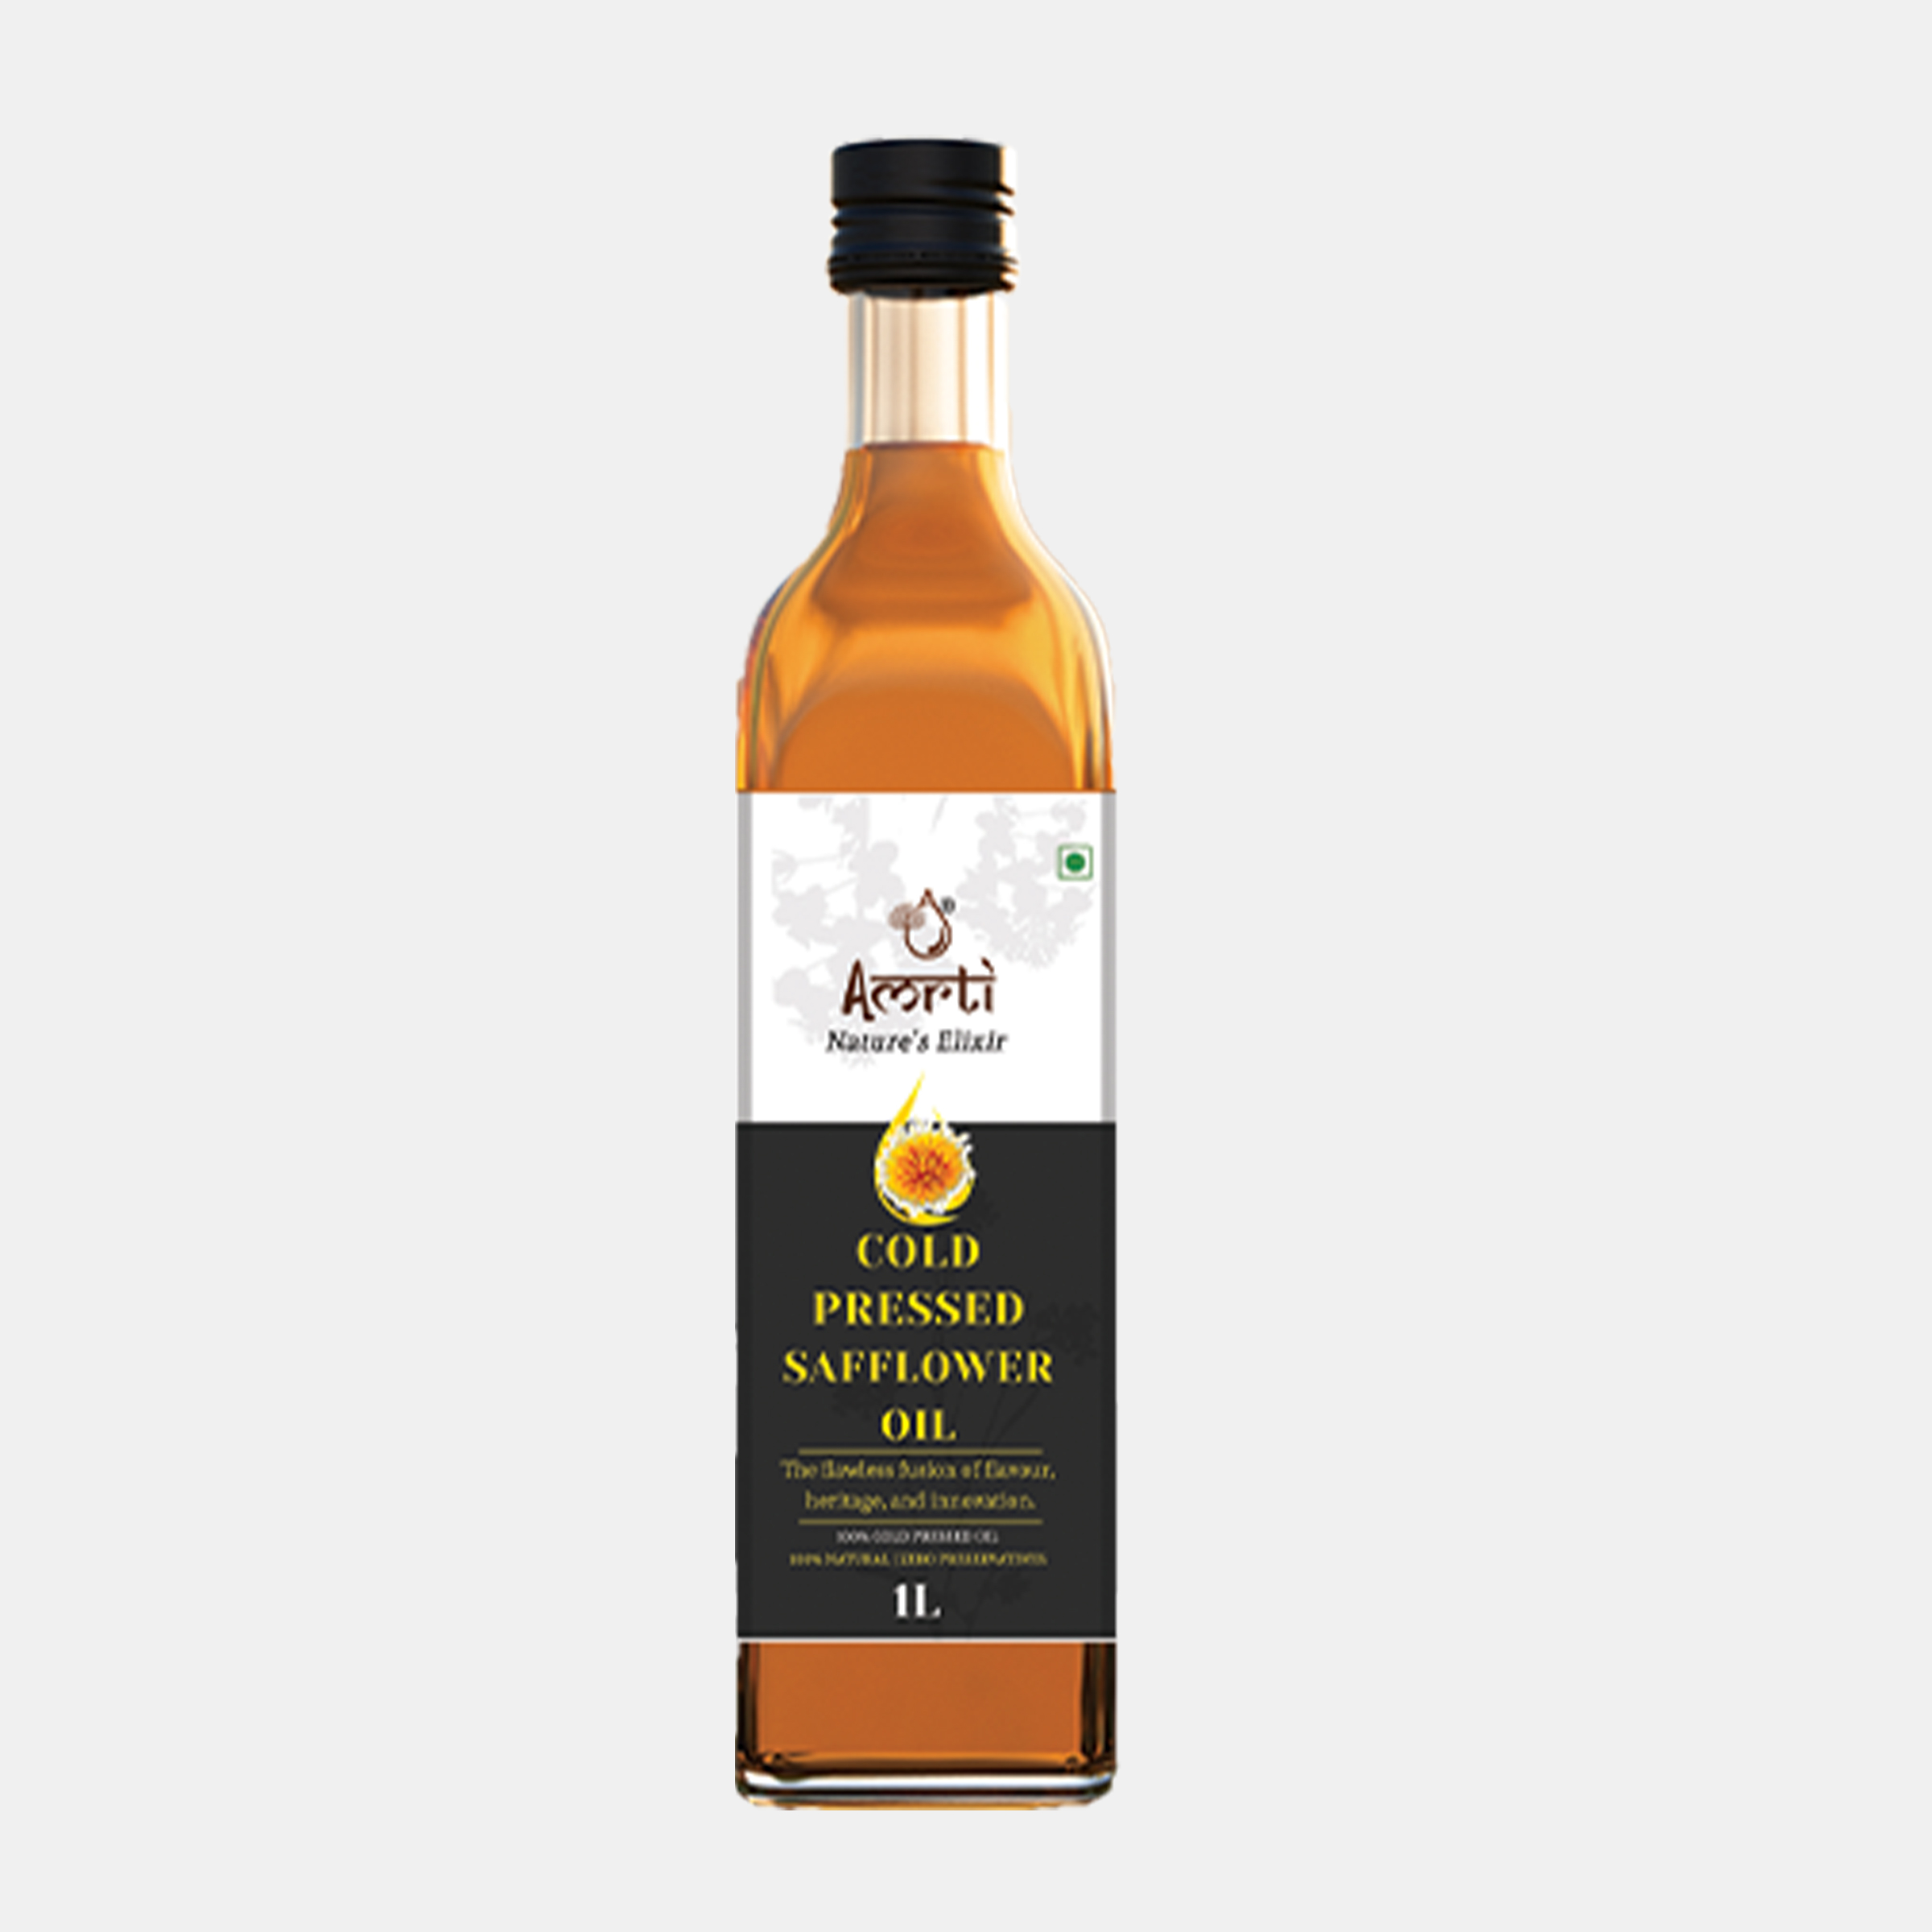 ®
Amrti
Nature's Elixir
COLD
PRESSED
SAFFLOWER
OIL
The flawless fusion of flavour,
heritage, and innovation.
100% COLD PRESSED OIL
100% NATURAL | ZERO PRESERVATIVES
1L